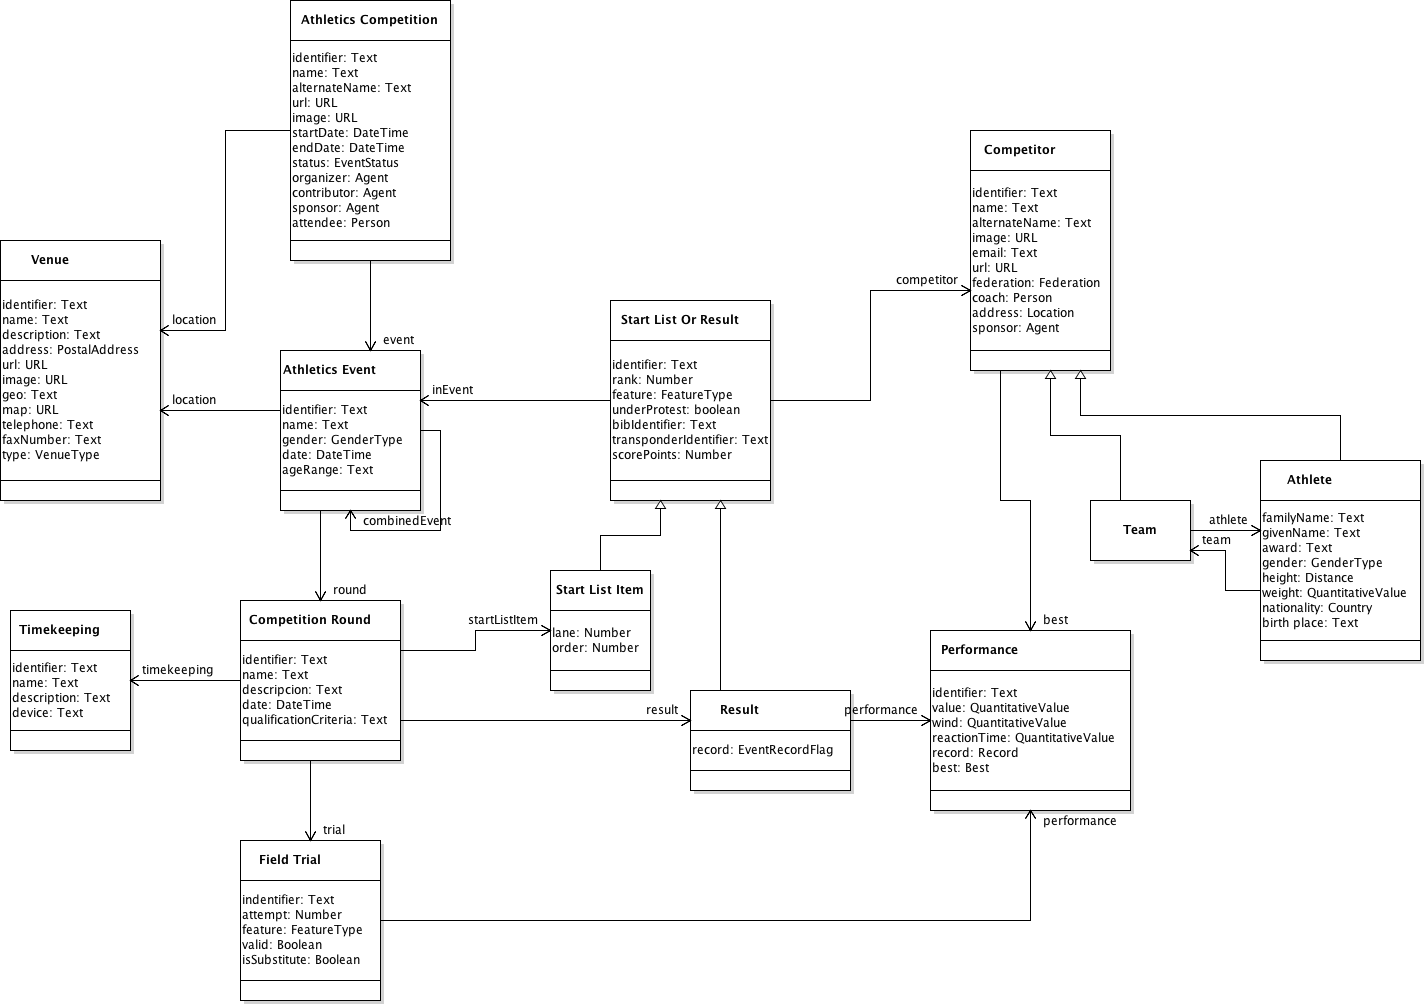 Athletics Competition
identifier: Text
name: Text
alternateName: Text
url: URL
image: URL
startDate: DateTime
endDate: DateTime
status: EventStatus
organizer: Agent
contributor: Agent
sponsor: Agent
attendee: Person
Competitor
identifier: Text
name: Text
alternateName: Text
image: URL
email: Text
url: URL
federation: Federation
coach: Person
address: Location
sponsor: Agent
Venue
identifier: Text
name: Text
description: Text
address: PostalAddress
url: URL
image: URL
geo: Text
map: URL
telephone: Text
faxNumber: Text
type: VenueType
location
location
event
Athletics Event
identifier: Text
name: Text
gender: GenderType
date: DateTime
ageRange: Text
combinedEvent
inEvent
Start List Or Result
identifier: Text
rank: Number
feature: FeatureType
underProtest: boolean
bibIdentifier: Text
transponderIdentifier: Text
scorePoints: Number
competitor
Team
athlete
team
Athlete
familyName: Text
givenName: Text
award: Text
gender: GenderType
height: Distance
weight: QuantitativeValue
nationality: Country
birth place: Text
round
Timekeeping
identifier: Text
name: Text
description: Text
device: Text
timekeeping
Competition Round
identifier: Text
name: Text
descripcion: Text
date: DateTime
qualificationCriteria: Text
startListItem
Start List Item
lane: Number
order: Number
result
Result
record: EventRecordFlag
performance
best
Performance
identifier: Text
value: QuantitativeValue
wind: QuantitativeValue
reactionTime: QuantitativeValue
record: Record
best: Best
performance
trial
Field Trial
indentifier: Text
attempt: Number
feature: FeatureType
valid: Boolean
isSubstitute: Boolean